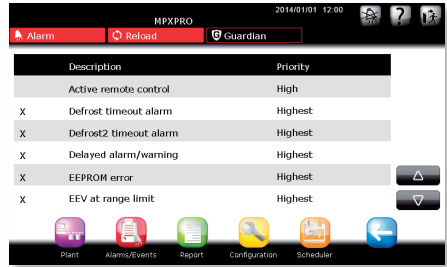 2014/01/01 12:00
MPXPRO
Alarm Reload Guardian
Description Priority
Active remote control High
X Defrost timeout alarm Highest
X Defrost2 timeout alarm Highest
X Delayed alarm/warning Highest
X EEPROM error Highest
X EEV at range limit Highest
Plant Alarms/Events Report Configuration Scheduler